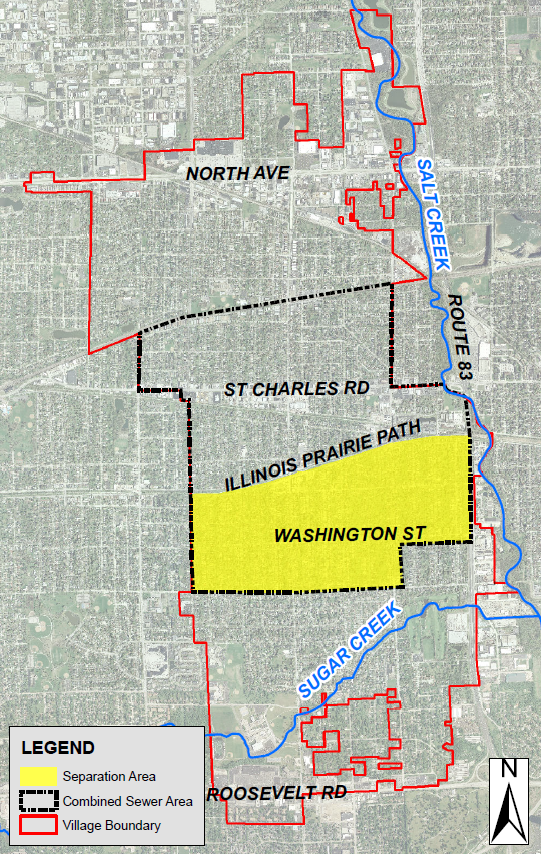 NORTH AVE
SALT CREEK
ROUTE 83
ST CHARLES RD
ILLINOIS PRAIRIE PATH
WASHINGTON ST
SUGAR CREEK
LEGEND
Separation Area
Combined Sewer Area
Village Boundary
ROOSEVELT RD
N